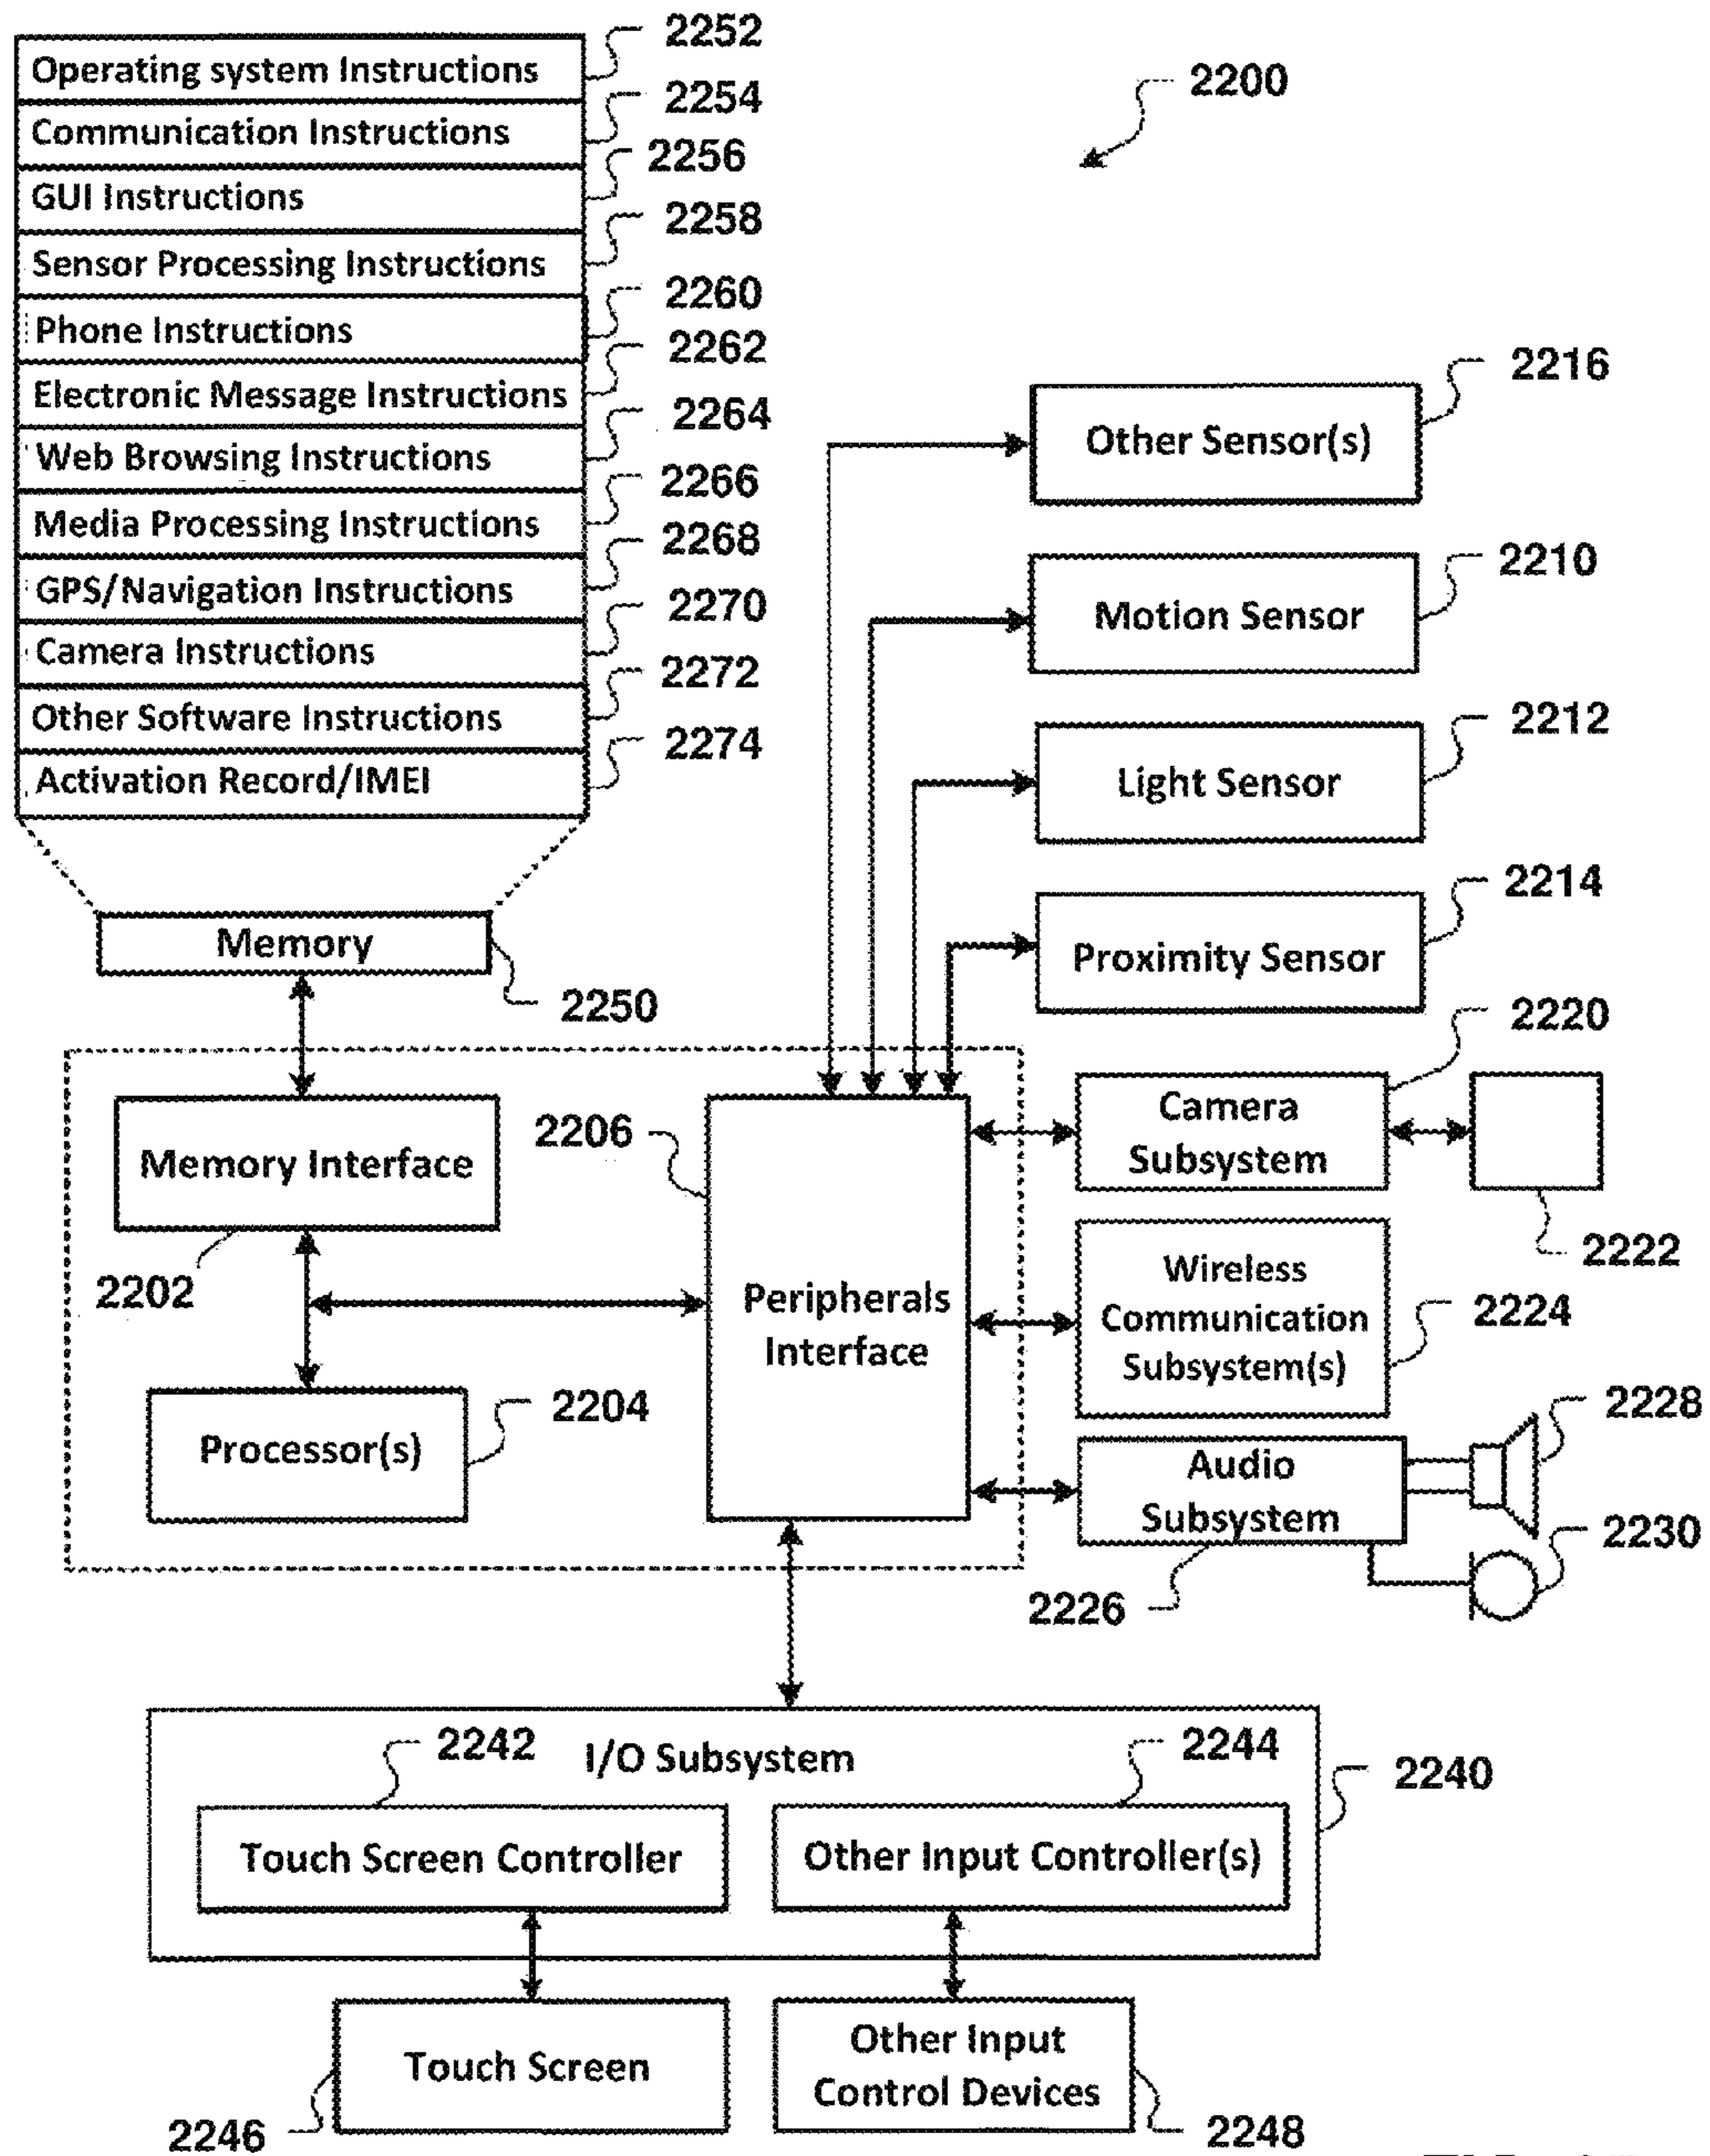 2252
Operating system Instructions
2200
2254
Communication Instructions
2256
GUI Instructions
2258
Sensor Processing Instructions
2260
Phone Instructions
2262
Electronic Message Instructions
2216
2264
Other Sensor(s)
Web Browsing Instructions
2266
Media Processing Instructions
2268
2210
GPS/Navigation Instructions
2270
Motion Sensor
Camera Instructions
2272
Other Software Instructions
2212
2274
Activation Record/IMEI
Light Sensor
2214
Memory
Proximity Sensor
2250
2220
Camera
Subsystem
2206
Memory Interface
2222
2202
Wireless
Communication
Subsystem(s)
2224
Peripherals
Interface
2204
2228
Processor(s)
Audio
Subsystem
2230
2226
2242
I/O Subsystem
2244
2240
Touch Screen Controller
Other Input Controller(s)
Touch Screen
Other Input
Control Devices
2246
2248